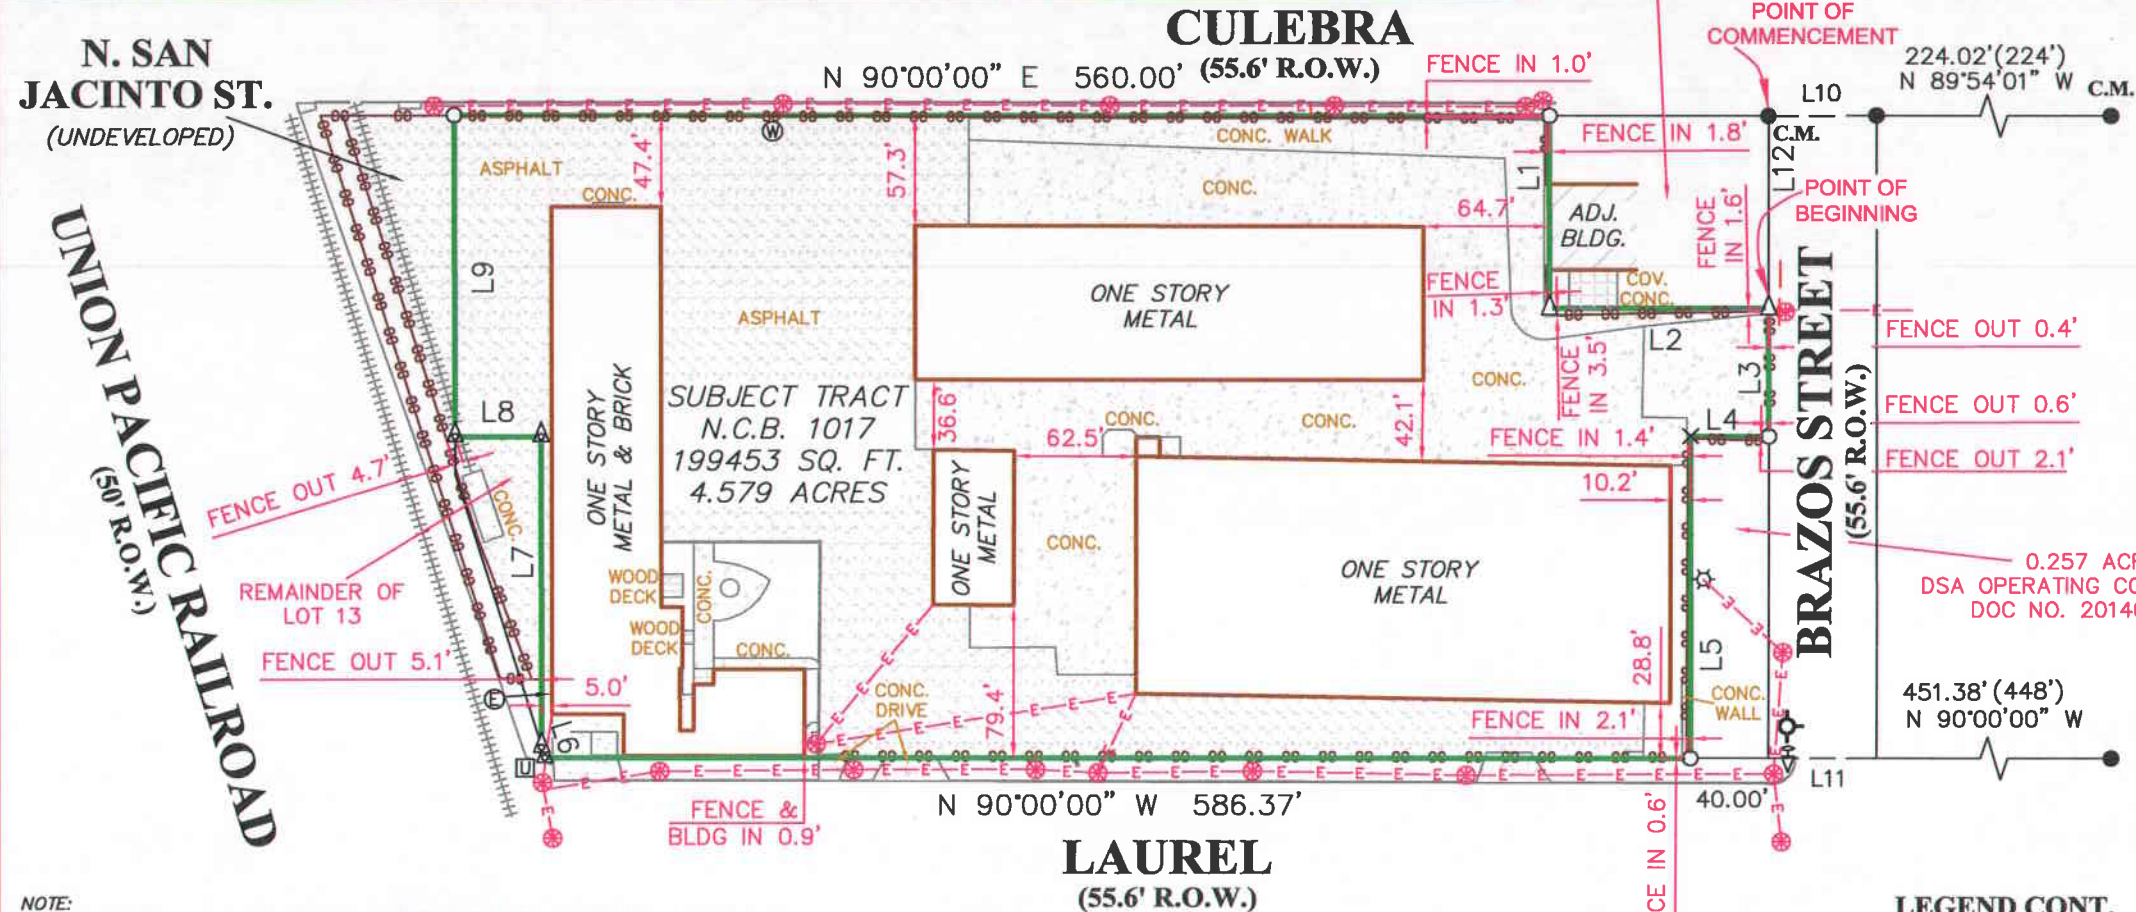 CULEBRA
(55.6' R.O.W.)
N 90°00'00" E 560.00'
N. SAN
JACINTO ST.
(UNDEVELOPED)
FENCE IN 1.0'
POINT OF
COMMENCEMENT
224.02'(224')
N 89°54'01" W
C.M.
L10
C.M.
FENCE IN 1.8'
L12
L1
W
CONC. WALK
ASPHALT
CONC.
47.4'
57.3'
CONC.
64.7'
ADJ.
BLDG.
POINT OF
BEGINNING
FENCE
IN 1.6'
COV.
CONC.
FENCE
IN 1.3'
FENCE
IN 3.5'
L2
L3
L4
E
FENCE OUT 0.4'
FENCE OUT 0.6'
FENCE OUT 2.1'
BRAZOS STREET
(55.6' R.O.W.)
UNION PACIFIC RAILROAD
(50' R.O.W.)
L9
L8
L7
L6
ASPHALT
ONE STORY
METAL
ONE STORY
METAL & BRICK
SUBJECT TRACT
N.C.B. 1017
199453 SQ. FT.
4.579 ACRES
36.6'
62.5'
CONC.
CONC.
CONC.
42.1'
FENCE IN 1.4'
10.2'
FENCE OUT 4.7'
CONC.
REMAINDER OF
LOT 13
FENCE OUT 5.1'
5.0'
E
U
WOOD
DECK
CONC.
WOOD
DECK
CONC.
ONE STORY
METAL
CONC.
ONE STORY
METAL
28.8'
L5
CONC.
WALL
CONC.
DRIVE
79.4'
FENCE IN 2.1'
0.257 ACR
DSA OPERATING CO
DOC NO. 2014
451.38'(448')
N 90°00'00" W
L11
40.00'
FENCE &
BLDG IN 0.9'
N 90°00'00" W 586.37'
LAUREL
(55.6' R.O.W.)
CE IN 0.6'
NOTE:
LEGEND CONT.